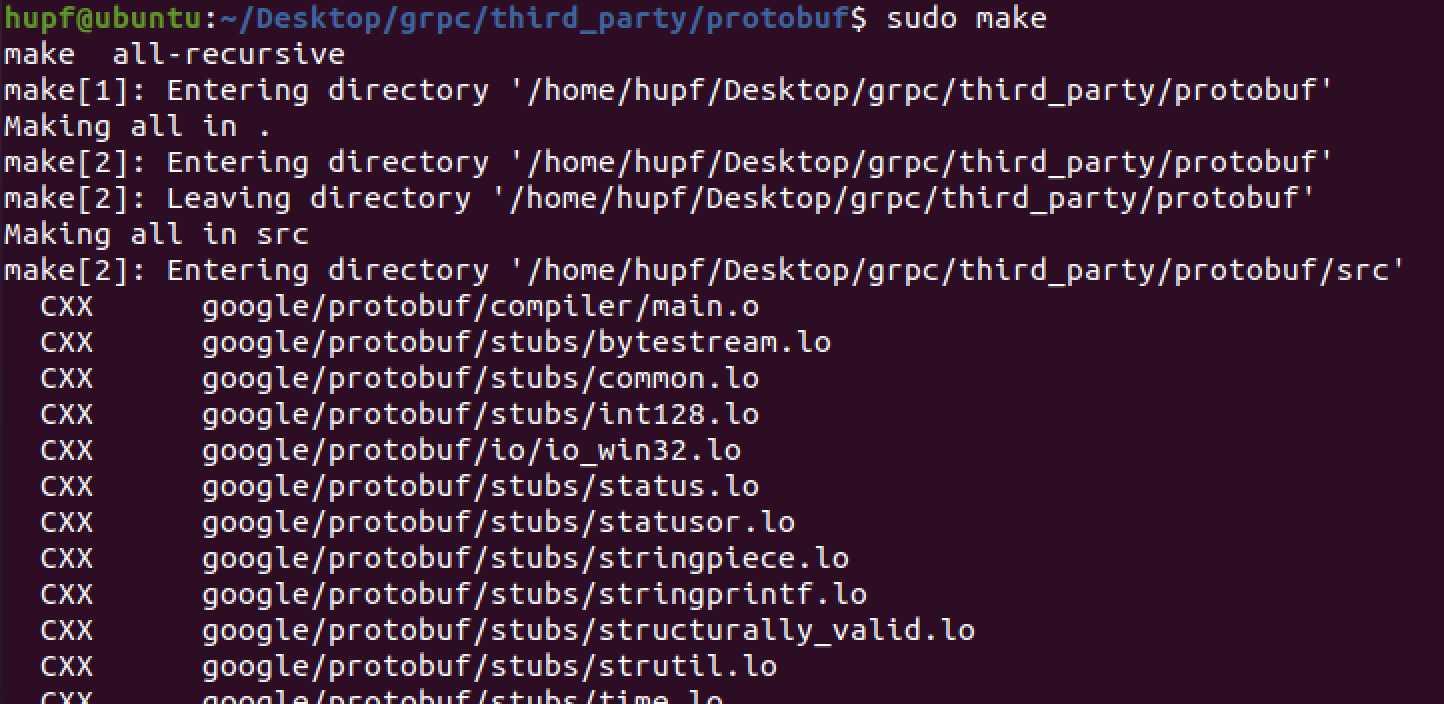 hupf@ubuntu:~/Desktop/grpc/third_party/protobuf$ sudo make
make  all-recursive
make[1]: Entering directory '/home/hupf/Desktop/grpc/third_party/protobuf'
Making all in .
make[2]: Entering directory '/home/hupf/Desktop/grpc/third_party/protobuf'
make[2]: Leaving directory '/home/hupf/Desktop/grpc/third_party/protobuf'
Making all in src
make[2]: Entering directory '/home/hupf/Desktop/grpc/third_party/protobuf/src'
  CXX      google/protobuf/compiler/main.o
  CXX      google/protobuf/stubs/bytestream.lo
  CXX      google/protobuf/stubs/common.lo
  CXX      google/protobuf/stubs/int128.lo
  CXX      google/protobuf/io/io_win32.lo
  CXX      google/protobuf/stubs/status.lo
  CXX      google/protobuf/stubs/statusor.lo
  CXX      google/protobuf/stubs/stringpiece.lo
  CXX      google/protobuf/stubs/stringprintf.lo
  CXX      google/protobuf/stubs/structurally_valid.lo
  CXX      google/protobuf/stubs/strutil.lo
  CXX      google/protobuf/stubs/time.lo